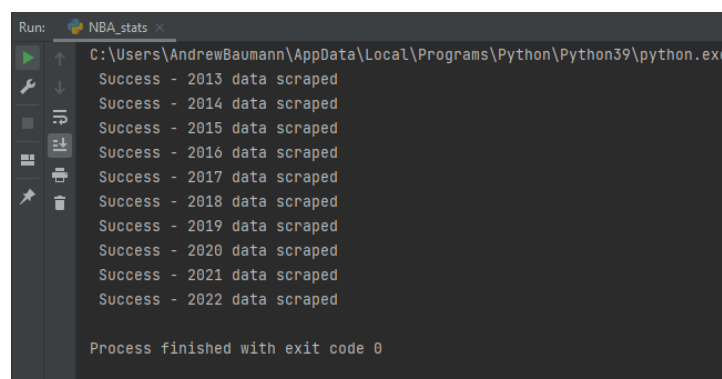 Run: NBA_stats
C:\Users\AndrewBaumann\AppData\Local\Programs\Python\Python39\python.exe
Success - 2013 data scraped
Success - 2014 data scraped
Success - 2015 data scraped
Success - 2016 data scraped
Success - 2017 data scraped
Success - 2018 data scraped
Success - 2019 data scraped
Success - 2020 data scraped
Success - 2021 data scraped
Success - 2022 data scraped
Process finished with exit code 0